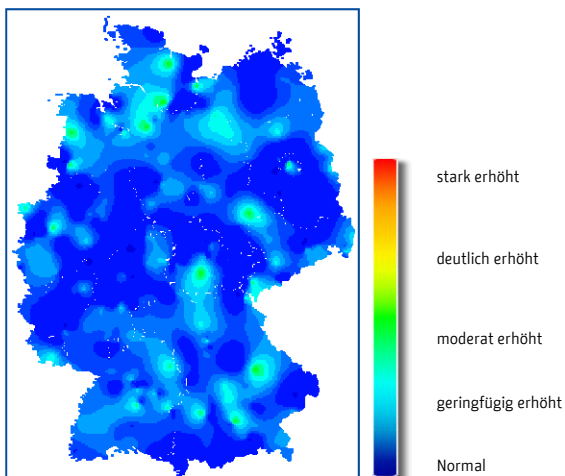 stark erhöht
deutlich erhöht
moderat erhöht
geringfügig erhöht
Normal